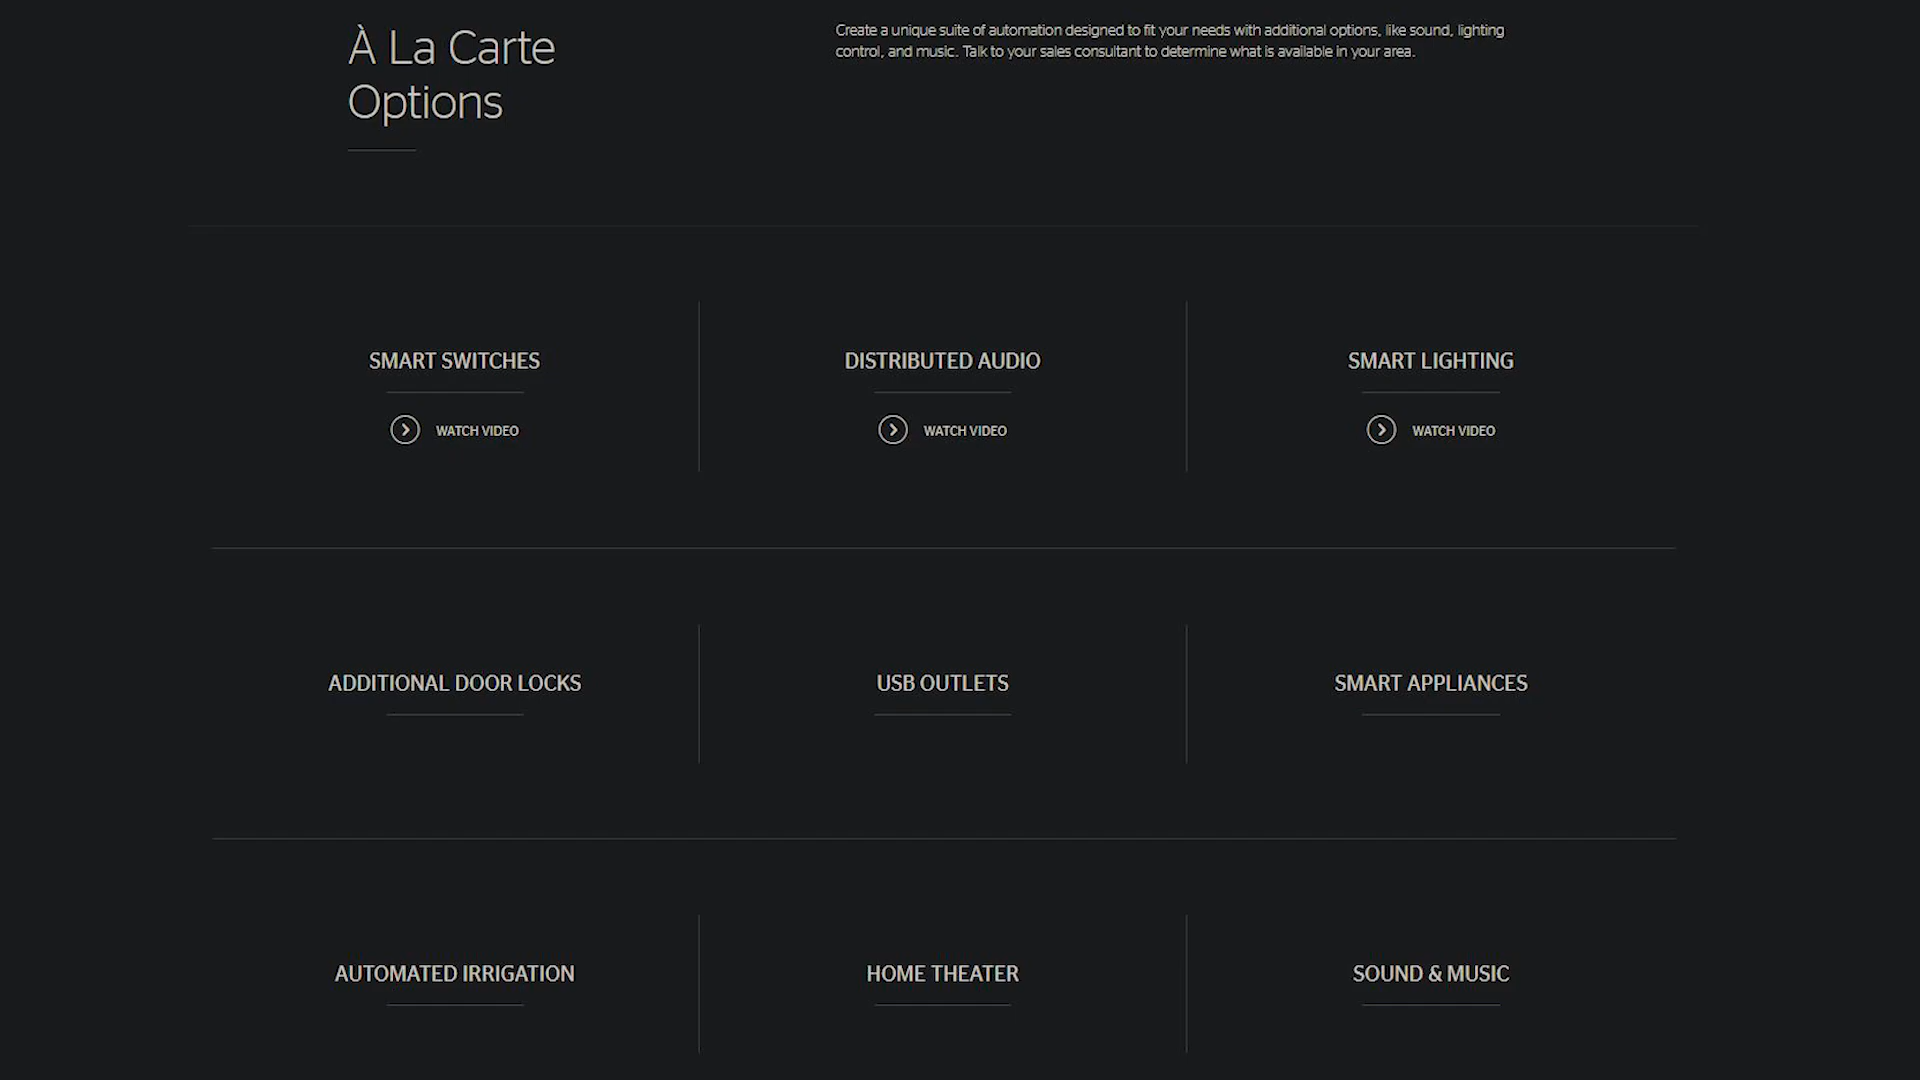 À La Carte
Options
Create a unique suite of automation designed to fit your needs with additional options, like sound, lighting
control, and music. Talk to your sales consultant to determine what is available in your area.
SMART SWITCHES
WATCH VIDEO
DISTRIBUTED AUDIO
WATCH VIDEO
SMART LIGHTING
WATCH VIDEO
ADDITIONAL DOOR LOCKS
USB OUTLETS
SMART APPLIANCES
AUTOMATED IRRIGATION
HOME THEATER
SOUND & MUSIC